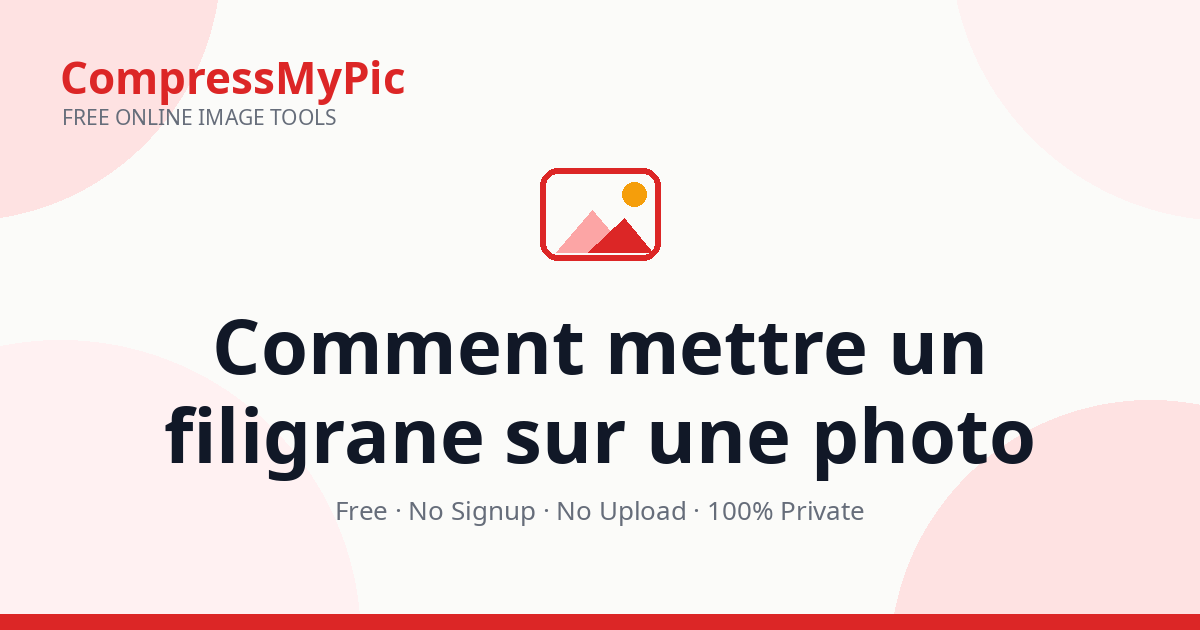 CompressMyPic
FREE ONLINE IMAGE TOOLS
Comment mettre un
filigrane sur une photo
Free · No Signup · No Upload · 100% Private